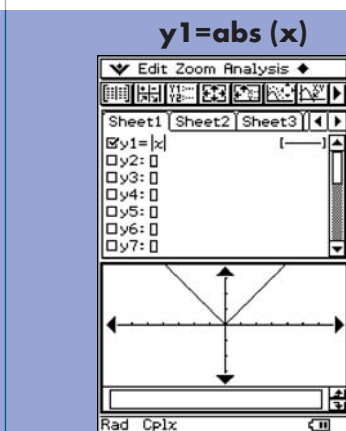 y1=abs (x)
Edit Zoom Analysis
Sheet1 Sheet2 Sheet3
y1=|x|
y2:
y3:
y4:
y5:
y6:
y7:
Rad Cplx